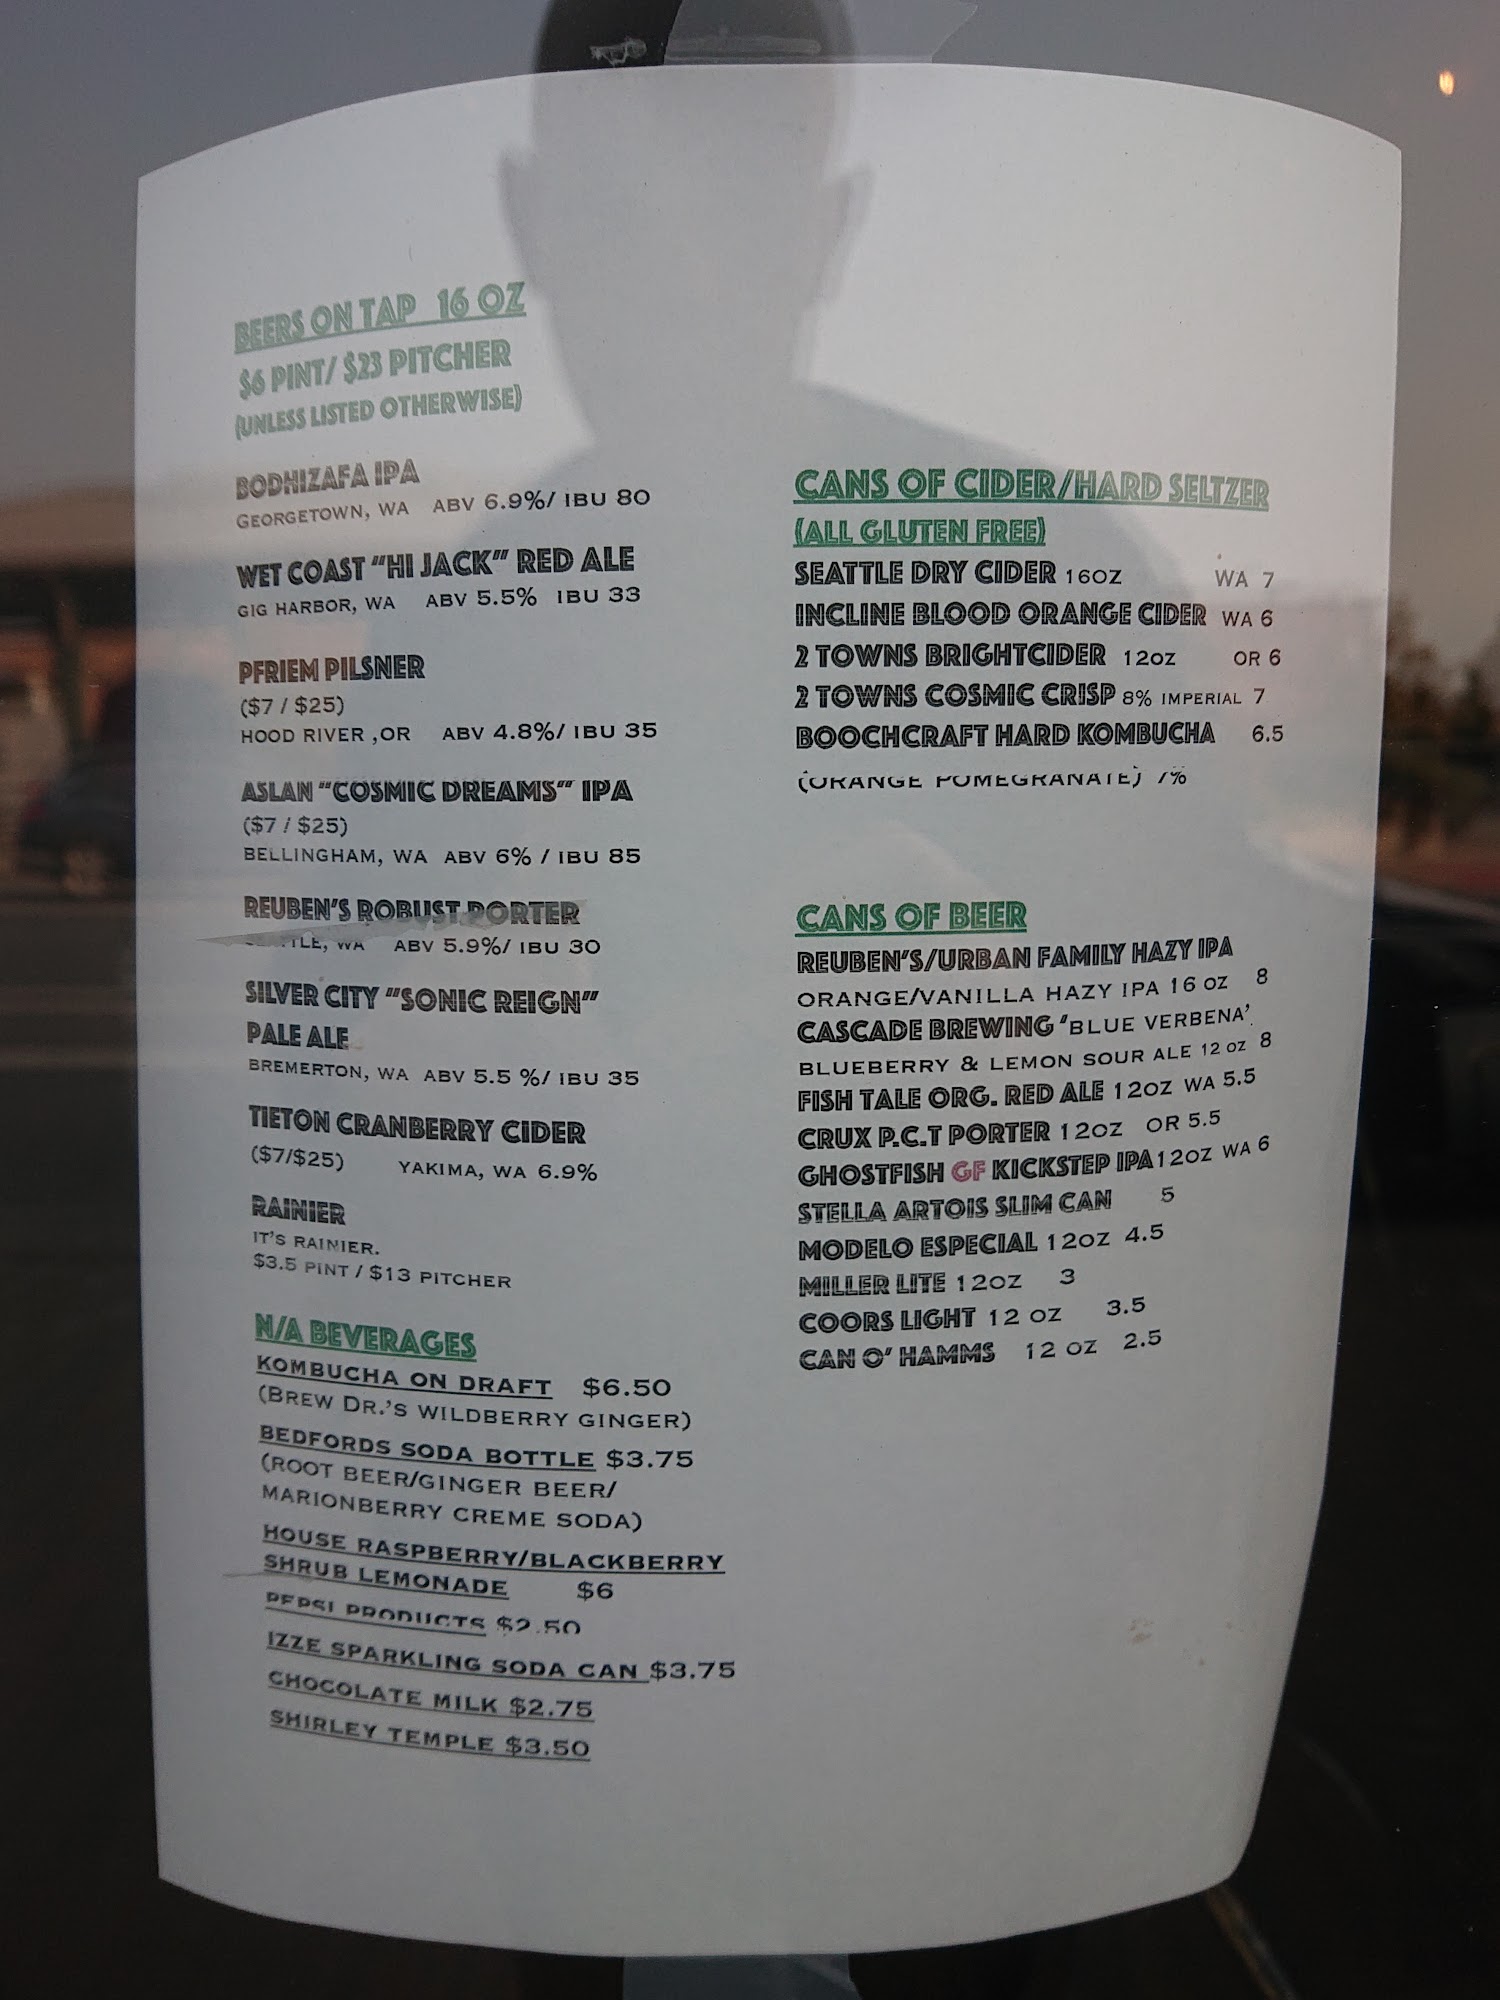 BEERS ON TAP 16 OZ
$6 PINT/ $23 PITCHER
(UNLESS LISTED OTHERWISE)
BODHIZAFA IPA
GEORGETOWN, WA ABV 6.9%/ IBU 80
WET COAST "HI JACK" RED ALE
GIG HARBOR, WA ABV 5.5% IBU 33
PFRIEM PILSNER
($7 / $25)
HOOD RIVER ,OR ABV 4.8%/ IBU 35
ASLAN "COSMIC DREAMS" IPA
($7 / $25)
BELLINGHAM, WA ABV 6% / IBU 85
REUBEN'S ROBUST PORTER
SEATTLE, WA ABV 5.9%/ IBU 30
SILVER CITY "SONIC REIGN"
PALE ALE
BREMERTON, WA ABV 5.5 %/ IBU 35
TIETON CRANBERRY CIDER
($7/$25) YAKIMA, WA 6.9%
RAINIER
IT'S RAINIER.
$3.5 PINT / $13 PITCHER
N/A BEVERAGES
KOMBUCHA ON DRAFT $6.50
(BREW DR.'S WILDBERRY GINGER)
BEDFORDS SODA BOTTLE $3.75
(ROOT BEER/GINGER BEER/
MARIONBERRY CREME SODA)
HOUSE RASPBERRY/BLACKBERRY
SHRUB LEMONADE $6
PEPSI PRODUCTS $2.50
IZZE SPARKLING SODA CAN $3.75
CHOCOLATE MILK $2.75
SHIRLEY TEMPLE $3.50
CANS OF CIDER/HARD SELTZER
(ALL GLUTEN FREE)
SEATTLE DRY CIDER 16OZ WA 7
INCLINE BLOOD ORANGE CIDER WA 6
2 TOWNS BRIGHTCIDER 12OZ OR 6
2 TOWNS COSMIC CRISP 8% IMPERIAL 7
BOOCHCRAFT HARD KOMBUCHA 6.5
(ORANGE POMEGRANATE) 7%
CANS OF BEER
REUBEN'S/URBAN FAMILY HAZY IPA
ORANGE/VANILLA HAZY IPA 16 OZ 8
CASCADE BREWING 'BLUE VERBENA'
BLUEBERRY & LEMON SOUR ALE 12 OZ 8
FISH TALE ORG. RED ALE 12OZ WA 5.5
CRUX P.C.T PORTER 12OZ OR 5.5
GHOSTFISH GF KICKSTEP IPA12OZ WA 6
STELLA ARTOIS SLIM CAN 5
MODELO ESPECIAL 12OZ 4.5
MILLER LITE 12OZ 3
COORS LIGHT 12 OZ 3.5
CAN O' HAMMS 12 OZ 2.5